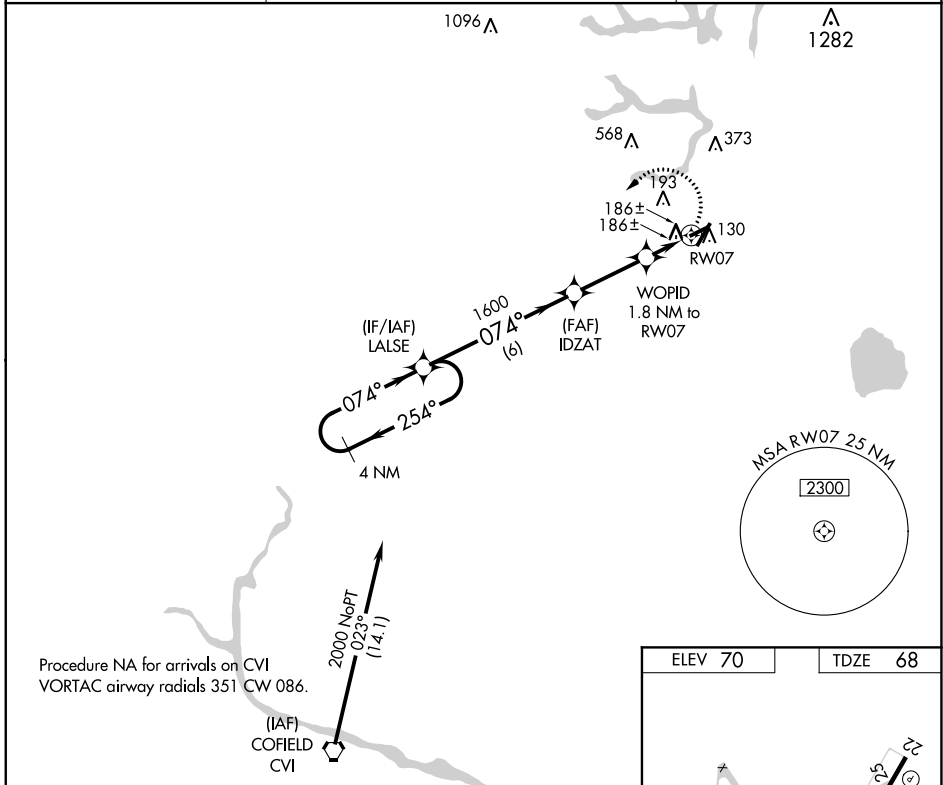 1096
1282
568
373
193
186±
186±
130
RW07
WOPID
1.8 NM to
RW07
1600
074°
(6)
(FAF)
IDZAT
(IF/IAF)
LALSE
074°
254°
4 NM
MSA RW07 25 NM
2300
2000 NoPT
023°
(14.1)
Procedure NA for arrivals on CVI
VORTAC airway radials 351 CW 086.
(IAF)
COFIELD
CVI
ELEV 70
TDZE 68
22
25
P